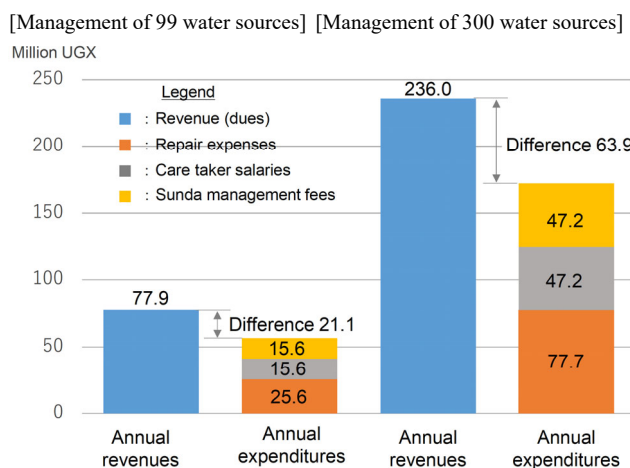 [Management of 99 water sources] [Management of 300 water sources]
Million UGX
250
200
150
100
50
0
Legend
: Revenue (dues)
: Repair expenses
: Care taker salaries
: Sunda management fees
77.9
Difference 21.1
15.6
15.6
25.6
236.0
Difference 63.9
47.2
47.2
77.7
Annual
revenues
Annual
expenditures
Annual
revenues
Annual
expenditures